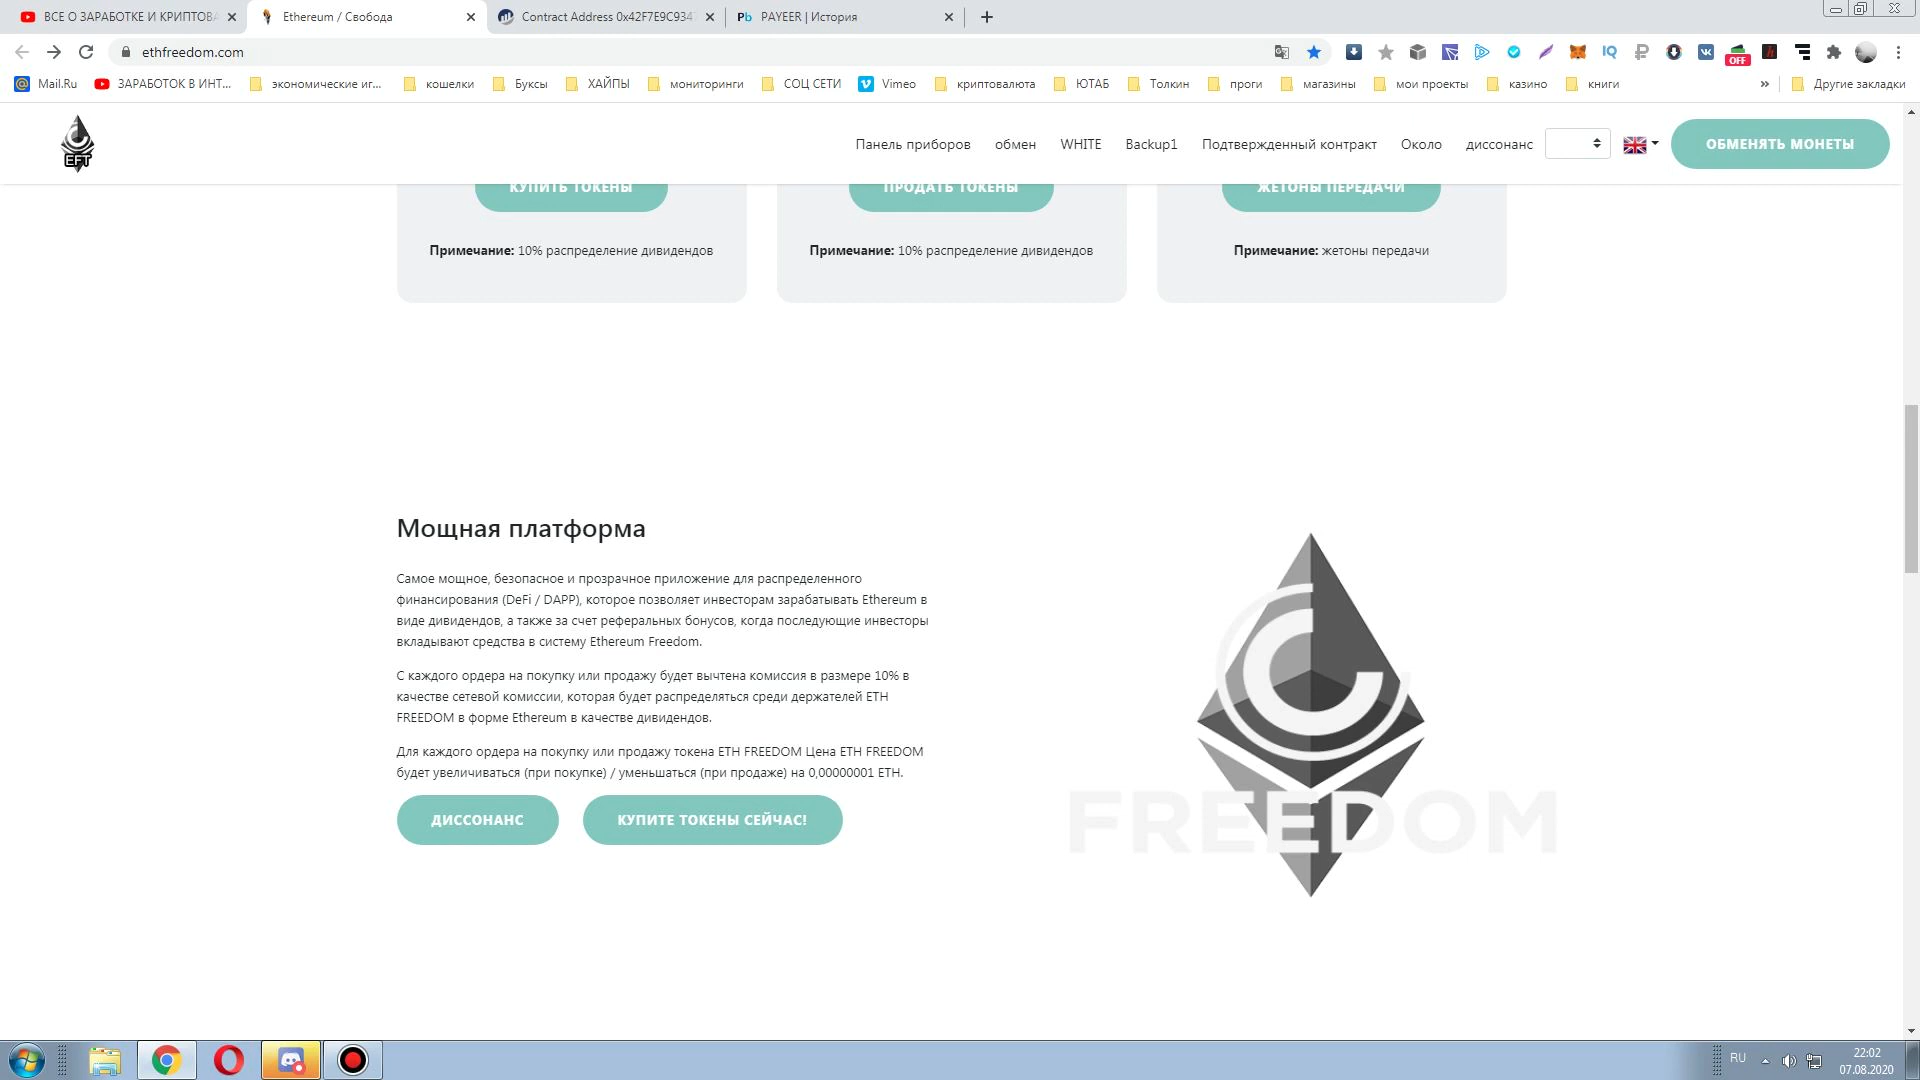 ВСЕ О ЗАРАБОТКЕ И КРИПТОВА
Ethereum / Свобода
Contract Address 0x42F7E9C934
Pb PAYEER | История
ethfreedom.com
OFF
Mail.Ru
ЗАРАБОТОК В ИНТ...
экономические иг...
кошелки
Буксы
ХАЙПЫ
мониторинги
СОЦ СЕТИ
Vimeo
криптовалюта
ЮТАБ
Толкин
проги
магазины
мои проекты
казино
книги
Другие закладки
EFT
Панель приборов
обмен
WHITE
Backup1
Подтвержденный контракт
Около
диссонанс
ОБМЕНЯТЬ МОНЕТЫ
КУПИТЬ ТОКЕНЫ
ПРОДАТЬ ТОКЕНЫ
ЖЕТОНЫ ПЕРЕДАЧИ
Примечание: 10% распределение дивидендов
Примечание: 10% распределение дивидендов
Примечание: жетоны передачи
Мощная платформа
Самое мощное, безопасное и прозрачное приложение для распределенного
финансирования (DeFi / DAPP), которое позволяет инвесторам зарабатывать Ethereum в
виде дивидендов, а также за счет реферальных бонусов, когда последующие инвесторы
вкладывают средства в систему Ethereum Freedom.
С каждого ордера на покупку или продажу будет вычтена комиссия в размере 10% в
качестве сетевой комиссии, которая будет распределяться среди держателей ETH
FREEDOM в форме Ethereum в качестве дивидендов.
Для каждого ордера на покупку или продажу токена ETH FREEDOM Цена ETH FREEDOM
будет увеличиваться (при покупке) / уменьшаться (при продаже) на 0,00000001 ETH.
ДИССОНАНС
КУПИТЕ ТОКЕНЫ СЕЙЧАС!
FREEDOM
RU
22:02
07.08.2020